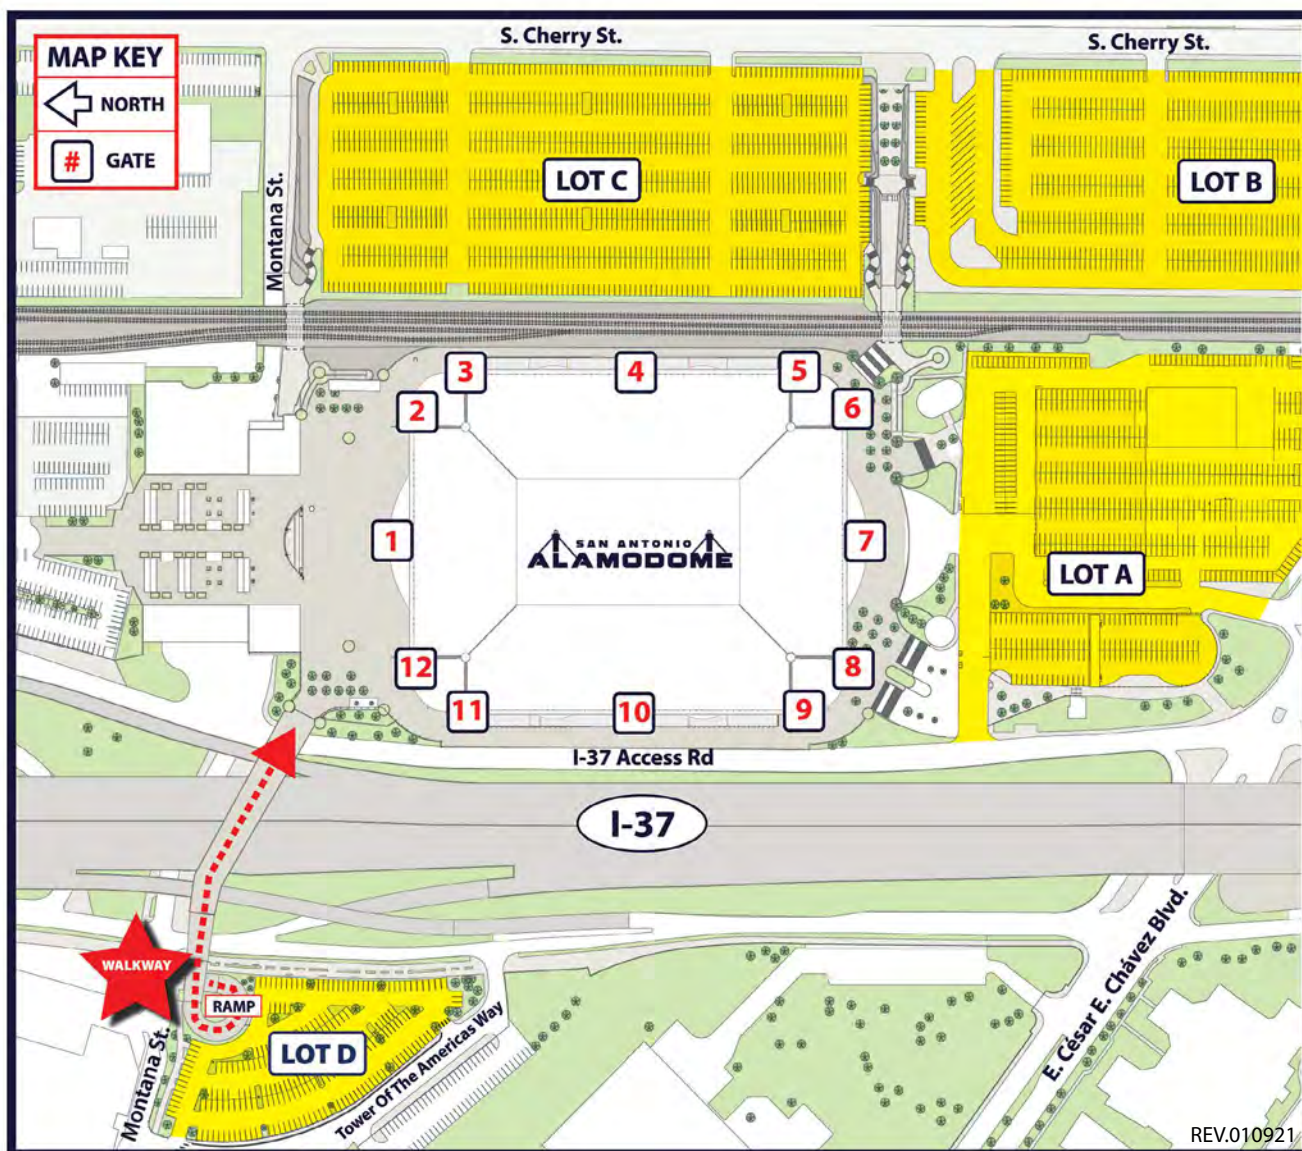 S. Cherry St.
S. Cherry St.
MAP KEY
NORTH
# GATE
LOT C
LOT B
Montana St.
3
4
5
2
6
1
SAN ANTONIO
ALAMODOME
7
LOT A
12
8
11
10
9
I-37 Access Rd
I-37
WALKWAY
RAMP
LOT D
Montana St.
Tower Of The Americas Way
E. César E. Chávez Blvd.
REV.010921